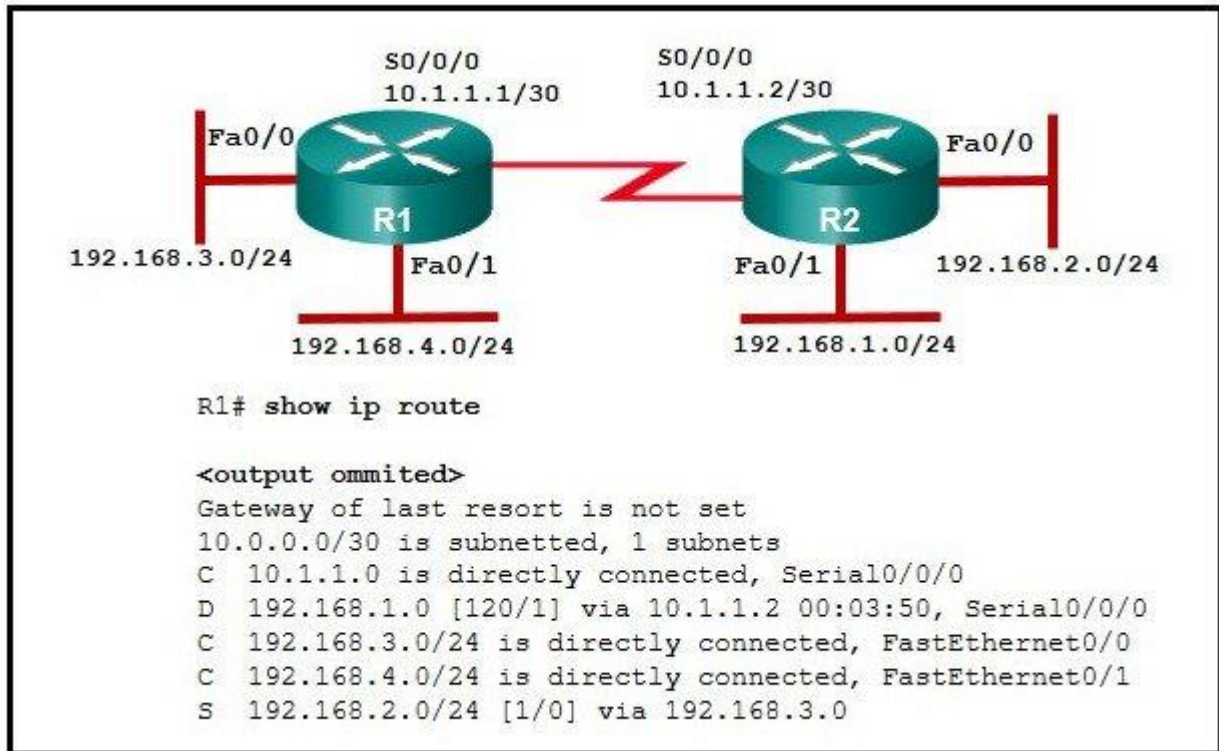 S0/0/0
10.1.1.1/30
S0/0/0
10.1.1.2/30
Fa0/0
Fa0/0
R1
R2
192.168.3.0/24
Fa0/1
Fa0/1
192.168.2.0/24
192.168.4.0/24
192.168.1.0/24
R1# show ip route
<output ommited>
Gateway of last resort is not set
10.0.0.0/30 is subnetted, 1 subnets
C 10.1.1.0 is directly connected, Serial0/0/0
D 192.168.1.0 [120/1] via 10.1.1.2 00:03:50, Serial0/0/0
C 192.168.3.0/24 is directly connected, FastEthernet0/0
C 192.168.4.0/24 is directly connected, FastEthernet0/1
S 192.168.2.0/24 [1/0] via 192.168.3.0